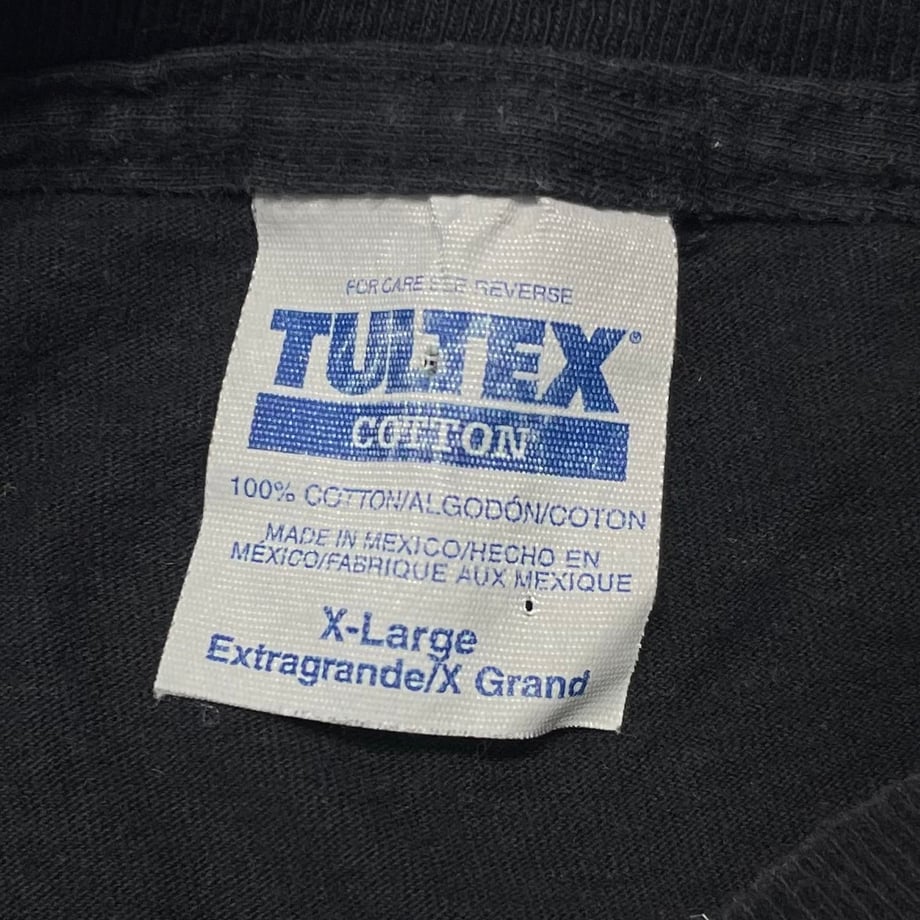 FOR CARE SEE REVERSE
TULTEX®
COTTON
100% COTTON/ALGODÓN/COTON
MADE IN MEXICO/HECHO EN
MÉXICO/FABRIQUE AUX MEXIQUE
X-Large
Extragrande/X Grand